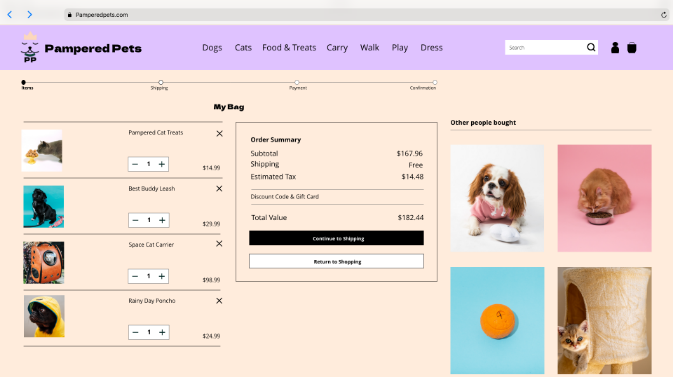 Pamperedpets.com
PP
Pampered Pets
Dogs Cats Food & Treats Carry Walk Play Dress
Search
Items Shipping Payment Confirmation
My Bag
Pampered Cat Treats
1
$14.99
Best Buddy Leash
1
$29.99
Space Cat Carrier
1
$98.99
Rainy Day Poncho
1
$24.99
Order Summary
Subtotal $167.96
Shipping Free
Estimated Tax $14.48
Discount Code & Gift Card
Total Value $182.44
Continue to Shipping
Return to Shopping
Other people bought